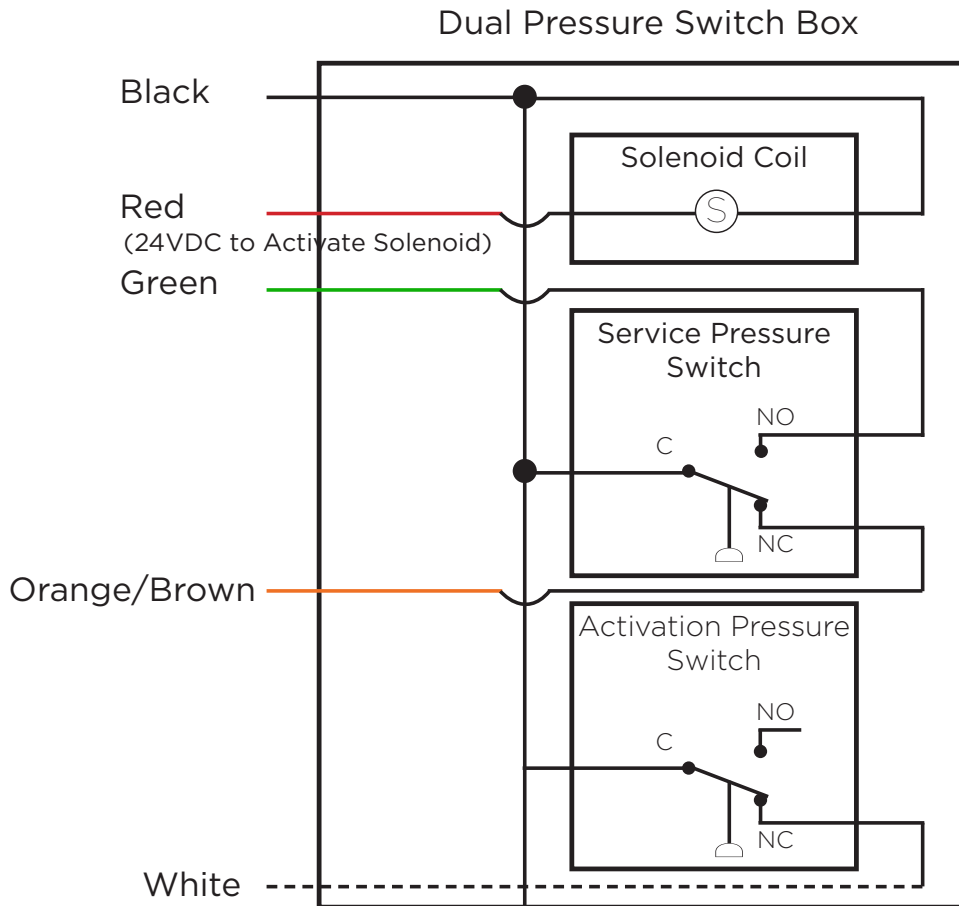 Dual Pressure Switch Box
Black
Solenoid Coil
S
Red
(24VDC to Activate Solenoid)
Green
Service Pressure
Switch
NO
C
NC
Orange/Brown
Activation Pressure
Switch
NO
C
NC
White